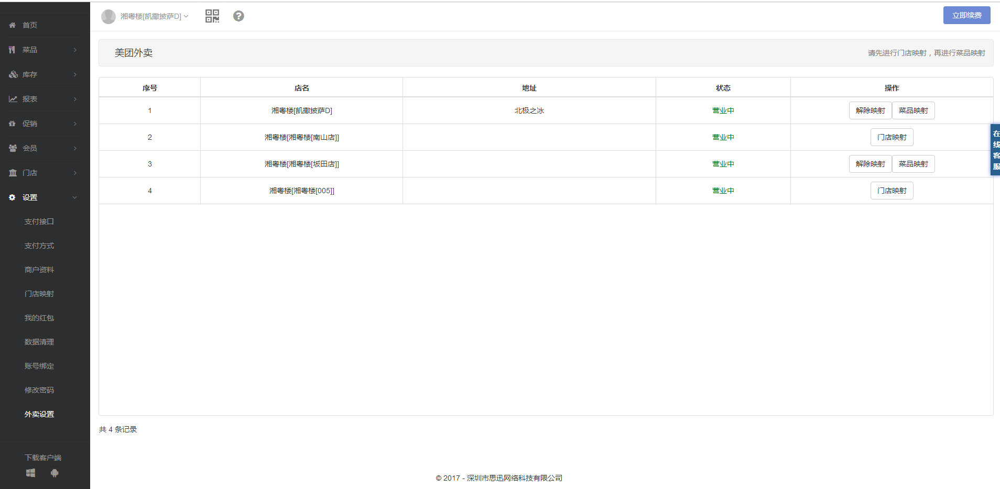 首页
菜品
库存
报表
促销
会员
门店
设置
支付接口
支付方式
商户资料
门店映射
我的红包
数据清理
账号绑定
修改密码
外卖设置
下载客户端
湘粤楼[凯撒披萨D]
立即续费
美团外卖
请先进行门店映射，再进行菜品映射
序号 店名 地址 状态 操作
1 湘粤楼[凯撒披萨D] 北极之冰 营业中 解除映射 菜品映射
2 湘粤楼[湘粤楼[南山店]] 营业中 门店映射
3 湘粤楼[湘粤楼[坂田店]] 营业中 解除映射 菜品映射
4 湘粤楼[湘粤楼[005]] 营业中 门店映射
在线客服
共 4 条记录
© 2017 - 深圳市思迅网络科技有限公司